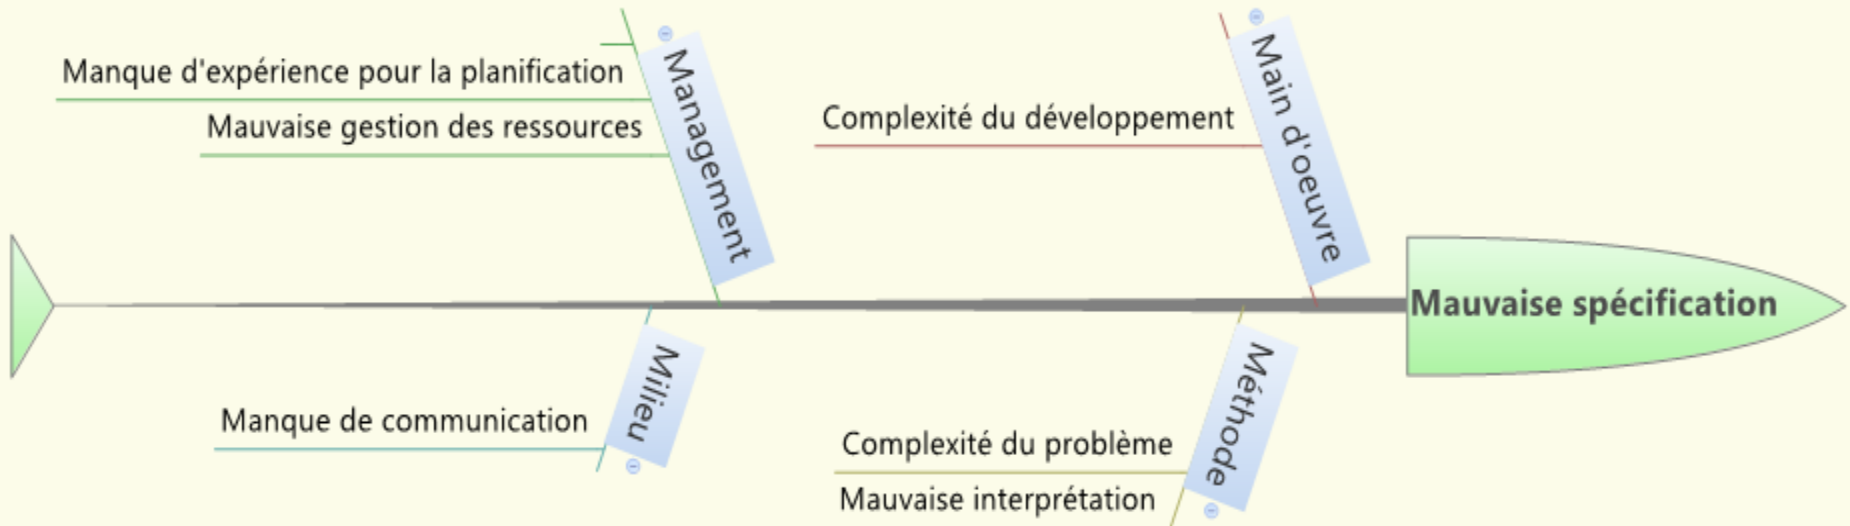 Manque d'expérience pour la planification
Mauvaise gestion des ressources
Management
Complexité du développement
Main d'oeuvre
Mauvaise spécification
Manque de communication
Milieu
Complexité du problème
Mauvaise interprétation
Méthode